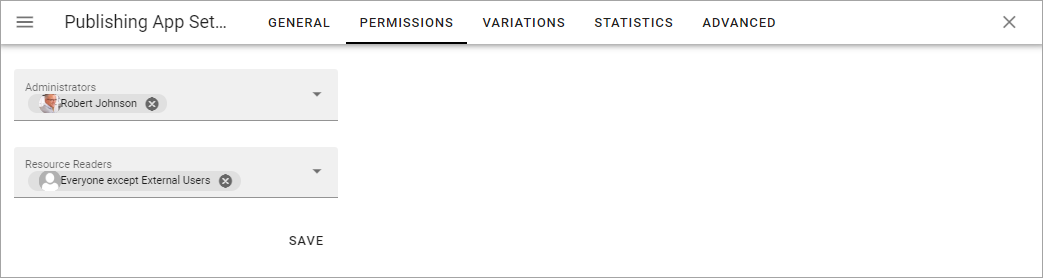 Publishing App Set... GENERAL PERMISSIONS VARIATIONS STATISTICS ADVANCED
Administrators
Robert Johnson
Resource Readers
Everyone except External Users
SAVE